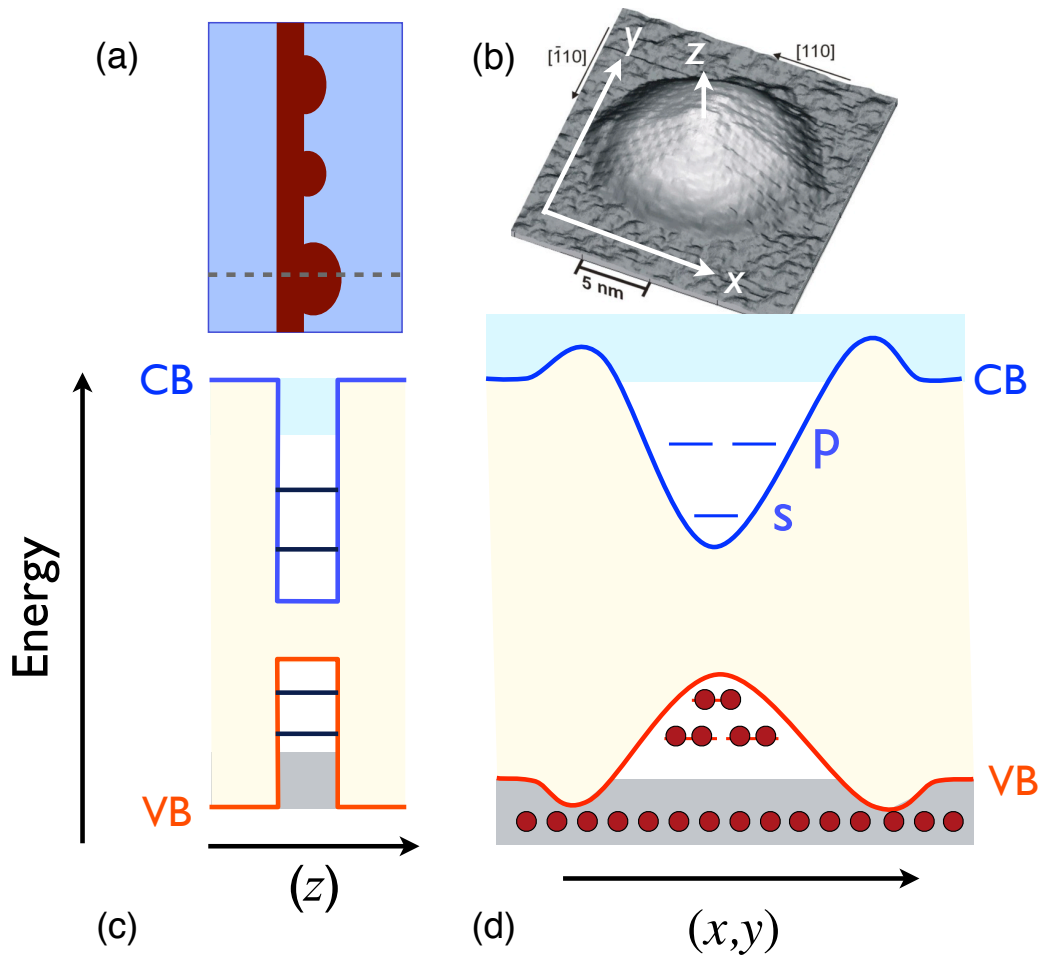 (a)
(b)
[1̄10]
[110]
y
z
x
5 nm
CB
CB
p
s
Energy
VB
VB
(z)
(x,y)
(c)
(d)